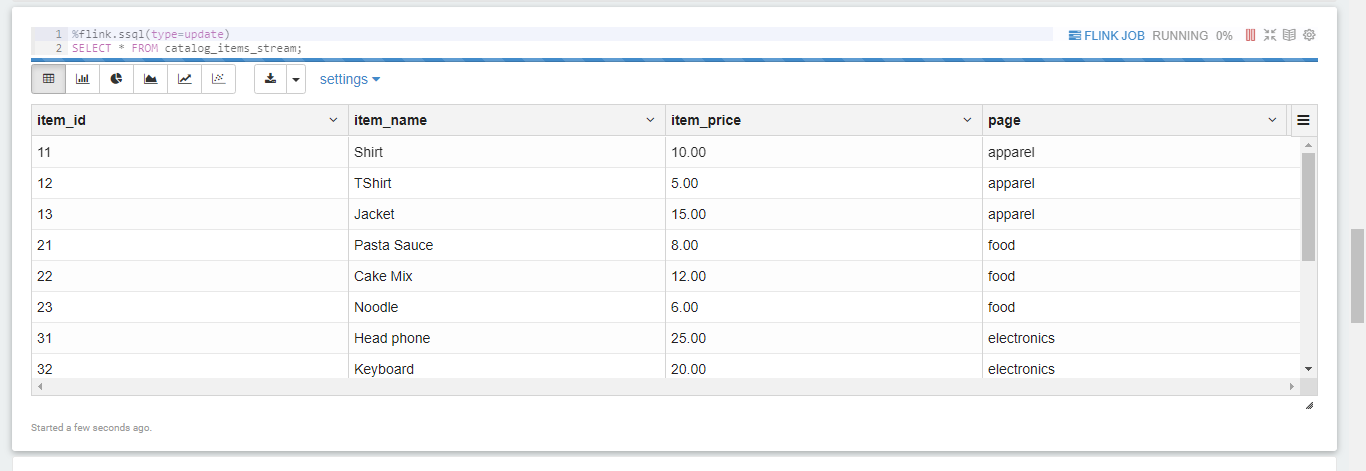 1 %flink.ssql(type=update)
2 SELECT * FROM catalog_items_stream;
FLINK JOB RUNNING 0%
settings
item_id item_name item_price page
11 Shirt 10.00 apparel
12 TShirt 5.00 apparel
13 Jacket 15.00 apparel
21 Pasta Sauce 8.00 food
22 Cake Mix 12.00 food
23 Noodle 6.00 food
31 Head phone 25.00 electronics
32 Keyboard 20.00 electronics
Started a few seconds ago.